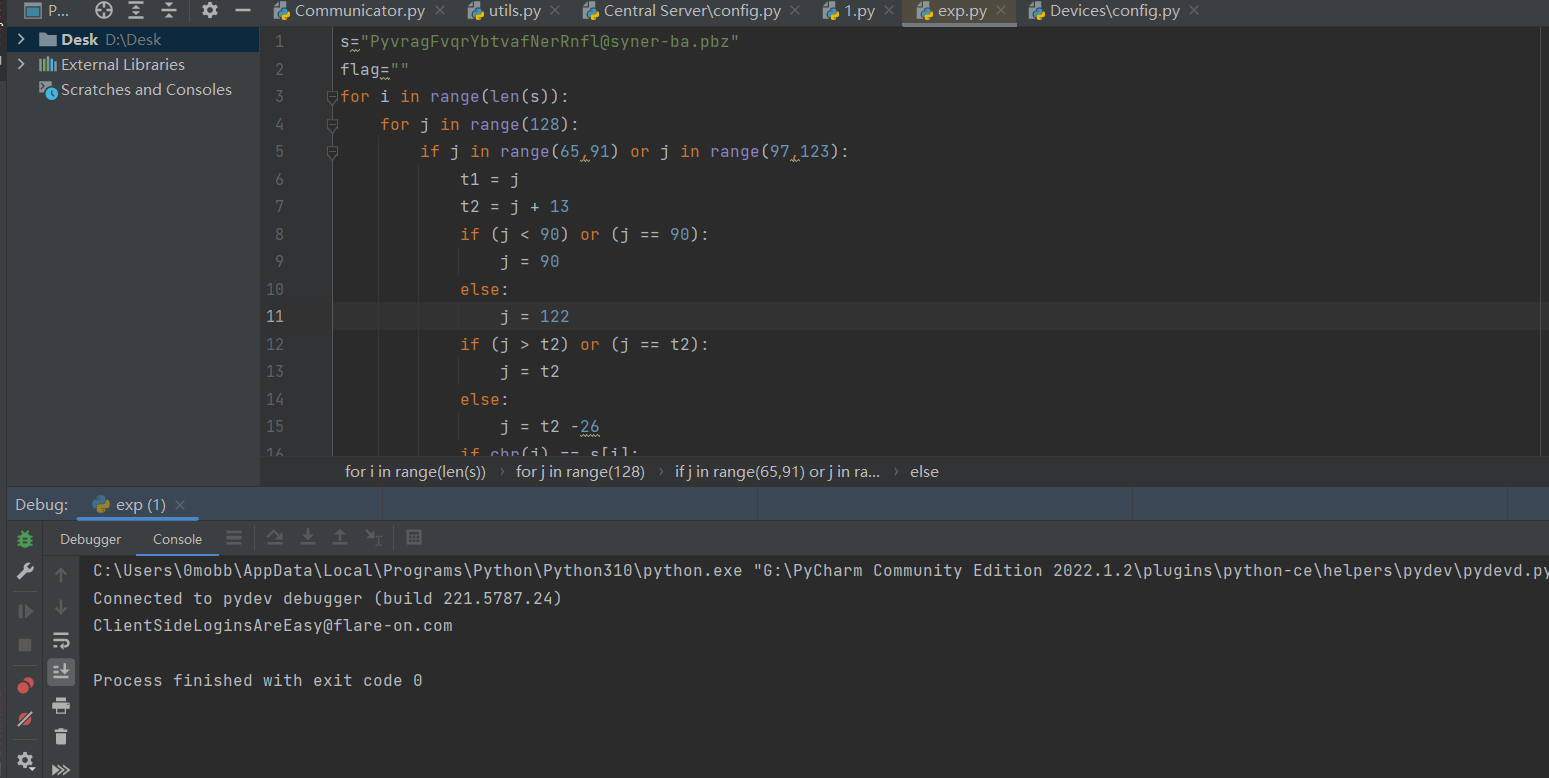 P... Communicator.py utils.py Central Server\config.py 1.py exp.py Devices\config.py
Desk D:\Desk
External Libraries
Scratches and Consoles
1 s="PyvragFvqrYbtvafNerRnfl@syner-ba.pbz"
2 flag=""
3 for i in range(len(s)):
4 for j in range(128):
5 if j in range(65,91) or j in range(97,123):
6 t1 = j
7 t2 = j + 13
8 if (j < 90) or (j == 90):
9 j = 90
10 else:
11 j = 122
12 if (j > t2) or (j == t2):
13 j = t2
14 else:
15 j = t2 -26
16 if chr(j) == s[i]:
for i in range(len(s)) › for j in range(128) › if j in range(65,91) or j in ra... › else
Debug: exp (1)
Debugger Console
C:\Users\0mobb\AppData\Local\Programs\Python\Python310\python.exe "G:\PyCharm Community Edition 2022.1.2\plugins\python-ce\helpers\pydev\pydevd.py
Connected to pydev debugger (build 221.5787.24)
ClientSideLoginsAreEasy@flare-on.com
Process finished with exit code 0